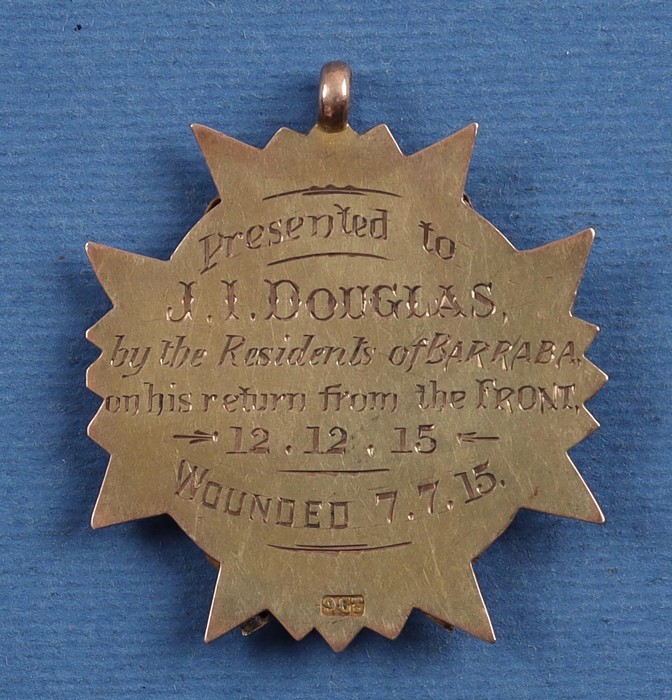 Presented to
J. I. DOUGLAS,
by the Residents of BARRABA,
on his return from the FRONT,
12.12.15
WOUNDED 7.7.15.
9CT